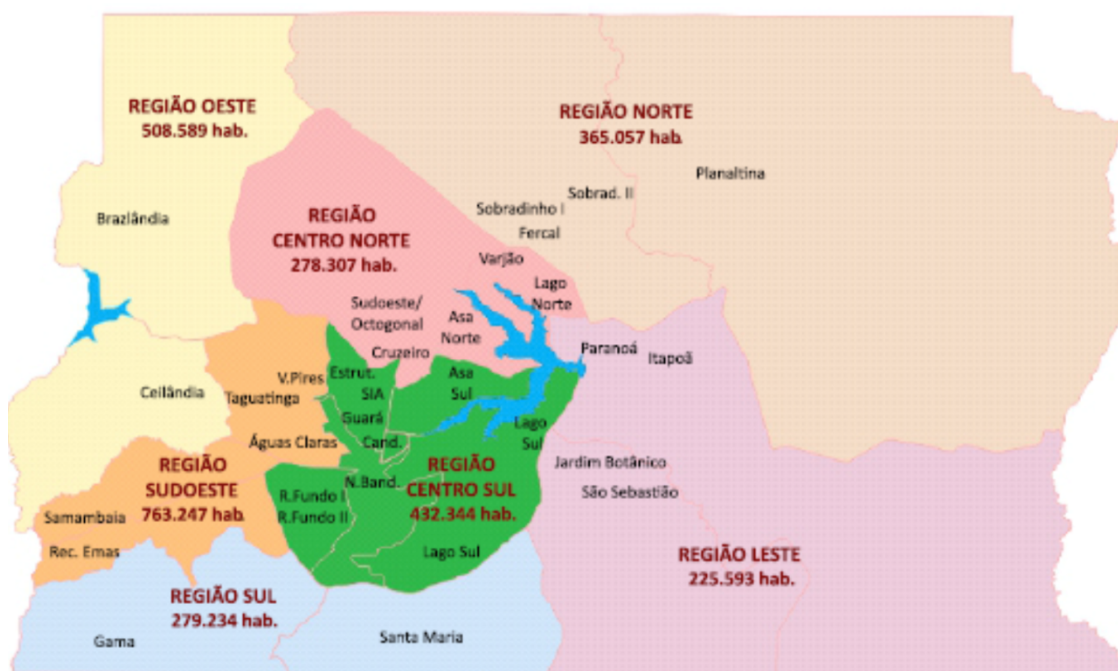 REGIÃO OESTE
508.589 hab.
REGIÃO NORTE
365.057 hab.
Planaltina
Sobrad. II
Sobradinho I
Fercal
Brazlândia
REGIÃO
CENTRO NORTE
278.307 hab.
Varjão
Lago
Norte
Sudoeste/
Octogonal
Asa
Norte
Cruzeiro
Paranoá
Itapoã
Estrut.
SIA
Asa
Sul
V.Pires
Taguatinga
Ceilândia
Guará
Lago
Sul
Águas Claras
Cand.
REGIÃO
SUDOESTE
763.247 hab.
N.Band.
REGIÃO
CENTRO SUL
432.344 hab.
Jardim Botânico
São Sebastião
R.Fundo I
R.Fundo II
Samambaia
Rec. Emas
Lago Sul
REGIÃO LESTE
225.593 hab.
REGIÃO SUL
279.234 hab.
Gama
Santa Maria